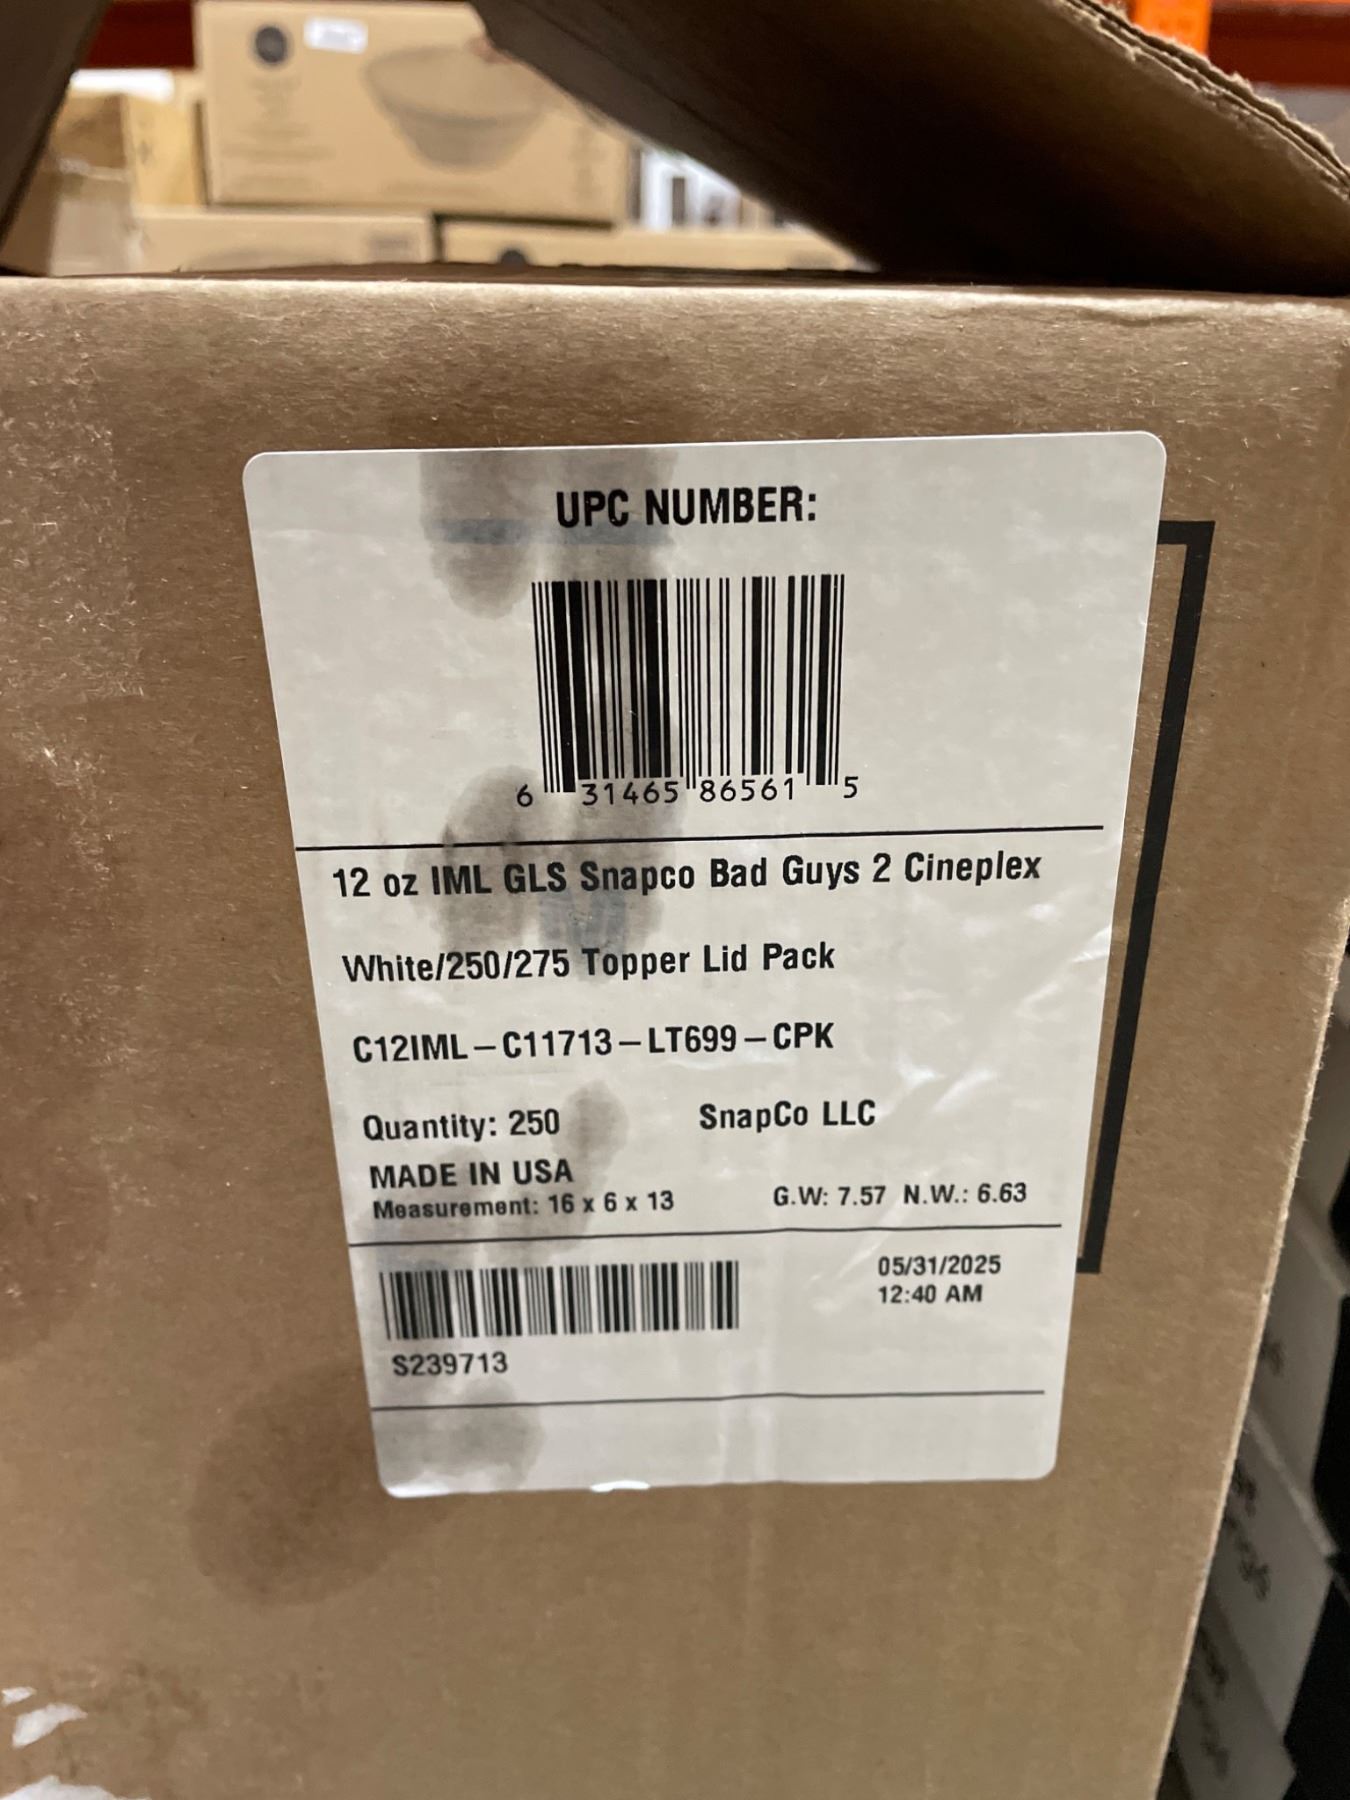 UPC NUMBER:
6 31465 86561 5
12 oz IML GLS Snapco Bad Guys 2 Cineplex
White/250/275 Topper Lid Pack
C12IML-C11713-LT699-CPK
Quantity: 250 SnapCo LLC
MADE IN USA
Measurement: 16 x 6 x 13 G.W: 7.57 N.W.: 6.63
05/31/2025
12:40 AM
S239713